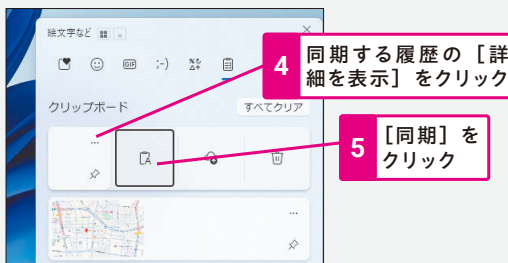 絵文字など
GIF
;-)
クリップボード
すべてクリア
4
同期する履歴の［詳
細を表示］をクリック
5
［同期］を
クリック